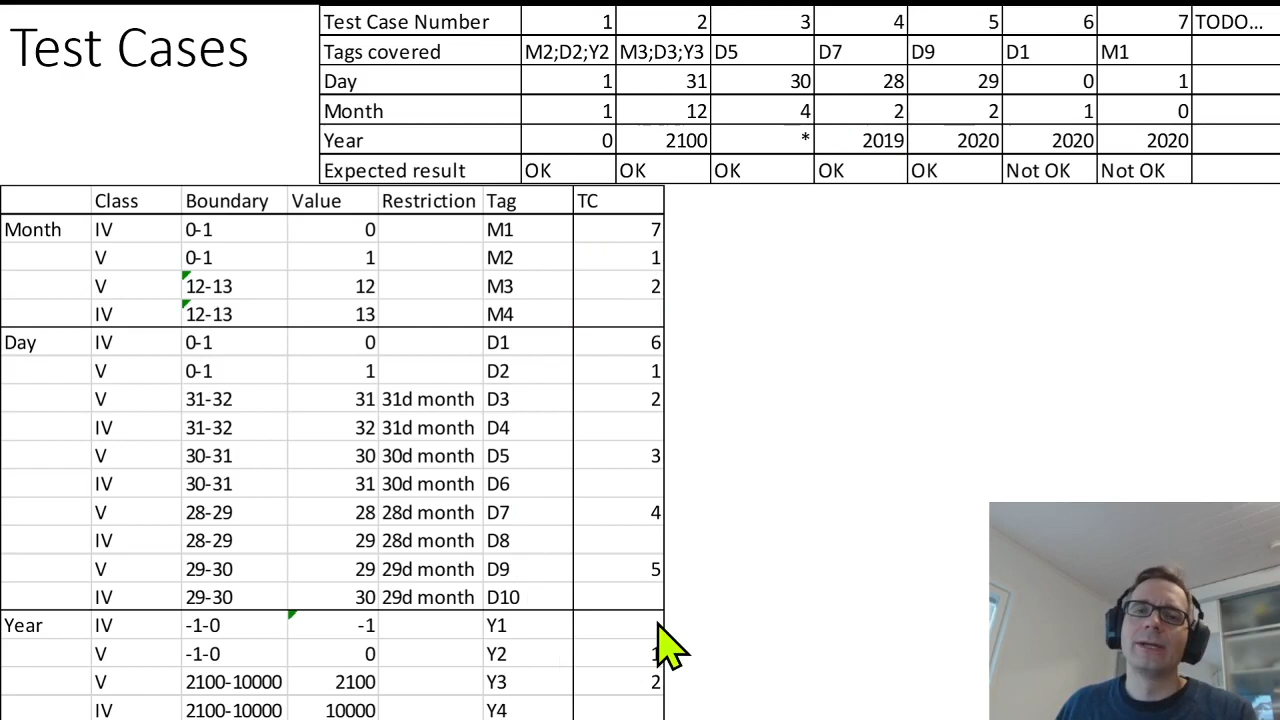 Test Cases
Test Case Number 1 2 3 4 5 6 7 TODO...
Tags covered M2;D2;Y2 M3;D3;Y3 D5 D7 D9 D1 M1
Day 1 31 30 28 29 0 1
Month 1 12 4 2 2 1 0
Year 0 2100 * 2019 2020 2020 2020
Expected result OK OK OK OK OK Not OK Not OK
Class Boundary Value Restriction Tag TC
Month IV 0-1 0 M1 7
V 0-1 1 M2 1
V 12-13 12 M3 2
IV 12-13 13 M4
Day IV 0-1 0 D1 6
V 0-1 1 D2 1
V 31-32 31 31d month D3 2
IV 31-32 32 31d month D4
V 30-31 30 30d month D5 3
IV 30-31 31 30d month D6
V 28-29 28 28d month D7 4
IV 28-29 29 28d month D8
V 29-30 29 29d month D9 5
IV 29-30 30 29d month D10
Year IV -1-0 -1 Y1
V -1-0 0 Y2 1
V 2100-10000 2100 Y3 2
IV 2100-10000 10000 Y4